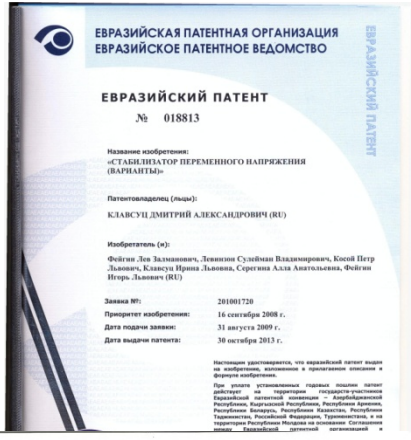 ЕВРАЗИЙСКАЯ ПАТЕНТНАЯ ОРГАНИЗАЦИЯ
ЕВРАЗИЙСКОЕ ПАТЕНТНОЕ ВЕДОМСТВО
ЕВРАЗИЙСКИЙ ПАТЕНТ
ЕВРАЗИЙСКИЙ ПАТЕНТ
№ 018813
Название изобретения:
«СТАБИЛИЗАТОР ПЕРЕМЕННОГО НАПРЯЖЕНИЯ
(ВАРИАНТЫ)»
Патентовладелец (льцы):
КЛАВСУЦ ДМИТРИЙ АЛЕКСАНДРОВИЧ (RU)
Изобретатель (и):
Фейгин Лев Залманович, Левинзон Сулейман Владимирович, Косой Петр
Львович, Клавсуц Ирина Львовна, Серегина Алла Анатольевна, Фейгин
Игорь Львович (RU)
Заявка №: 201001720
Приоритет изобретения: 16 сентября 2008 г.
Дата подачи заявки: 31 августа 2009 г.
Дата выдачи патента: 30 октября 2013 г.
Настоящим удостоверяется, что евразийский патент выдан
на изобретение, изложенное в прилагаемом описании и
формуле изобретения.
При уплате установленных годовых пошлин патент
действует на территории государств-участников
Евразийской патентной конвенции – Азербайджанской
Республики, Кыргызской Республики, Республики Армения,
Республики Беларусь, Республики Казахстан, Республики
Таджикистан, Российской Федерации, Туркменистана, и на
территории Республики Молдова на основании Соглашения
между Евразийской патентной организацией и